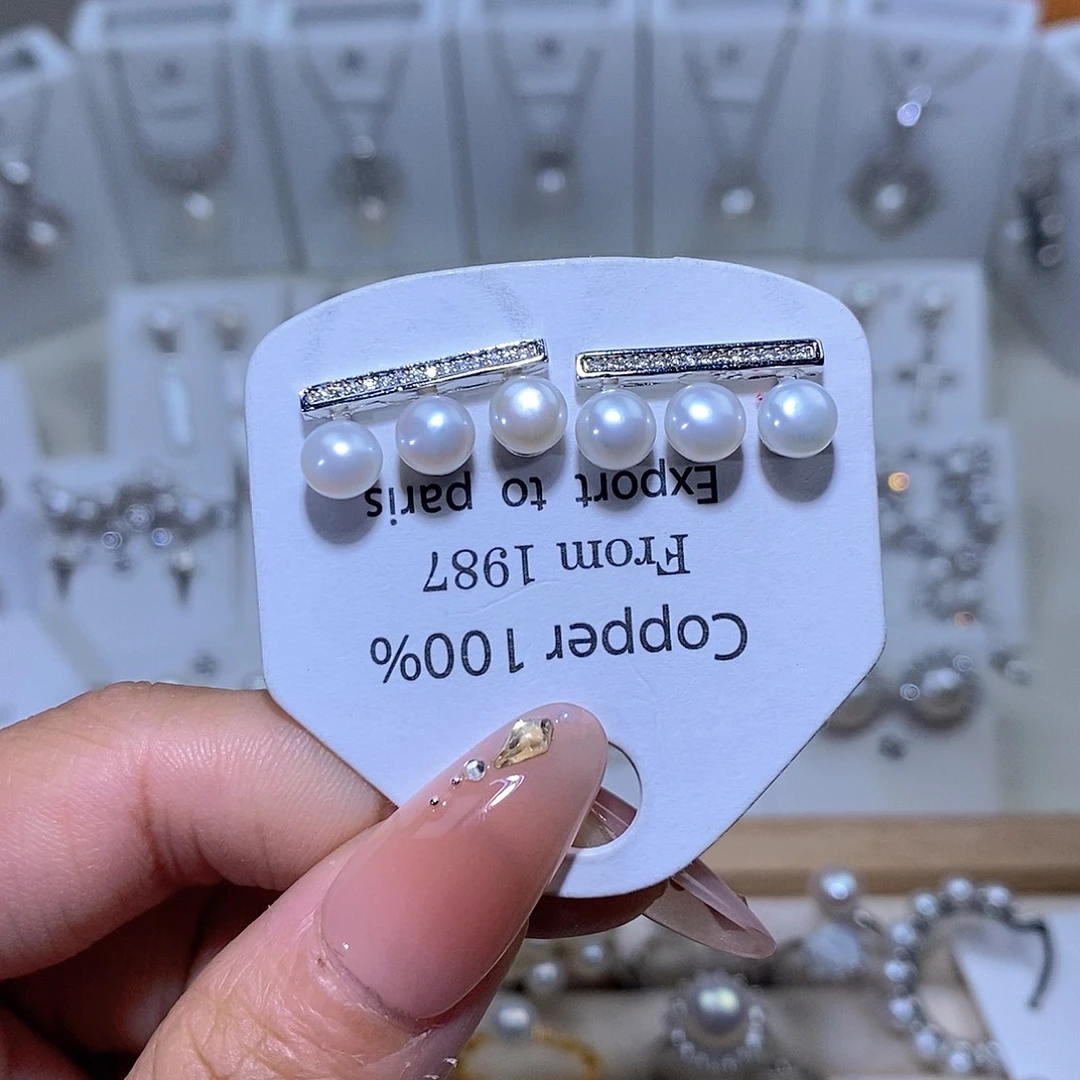 Copper 100%
From 1987
Export to paris